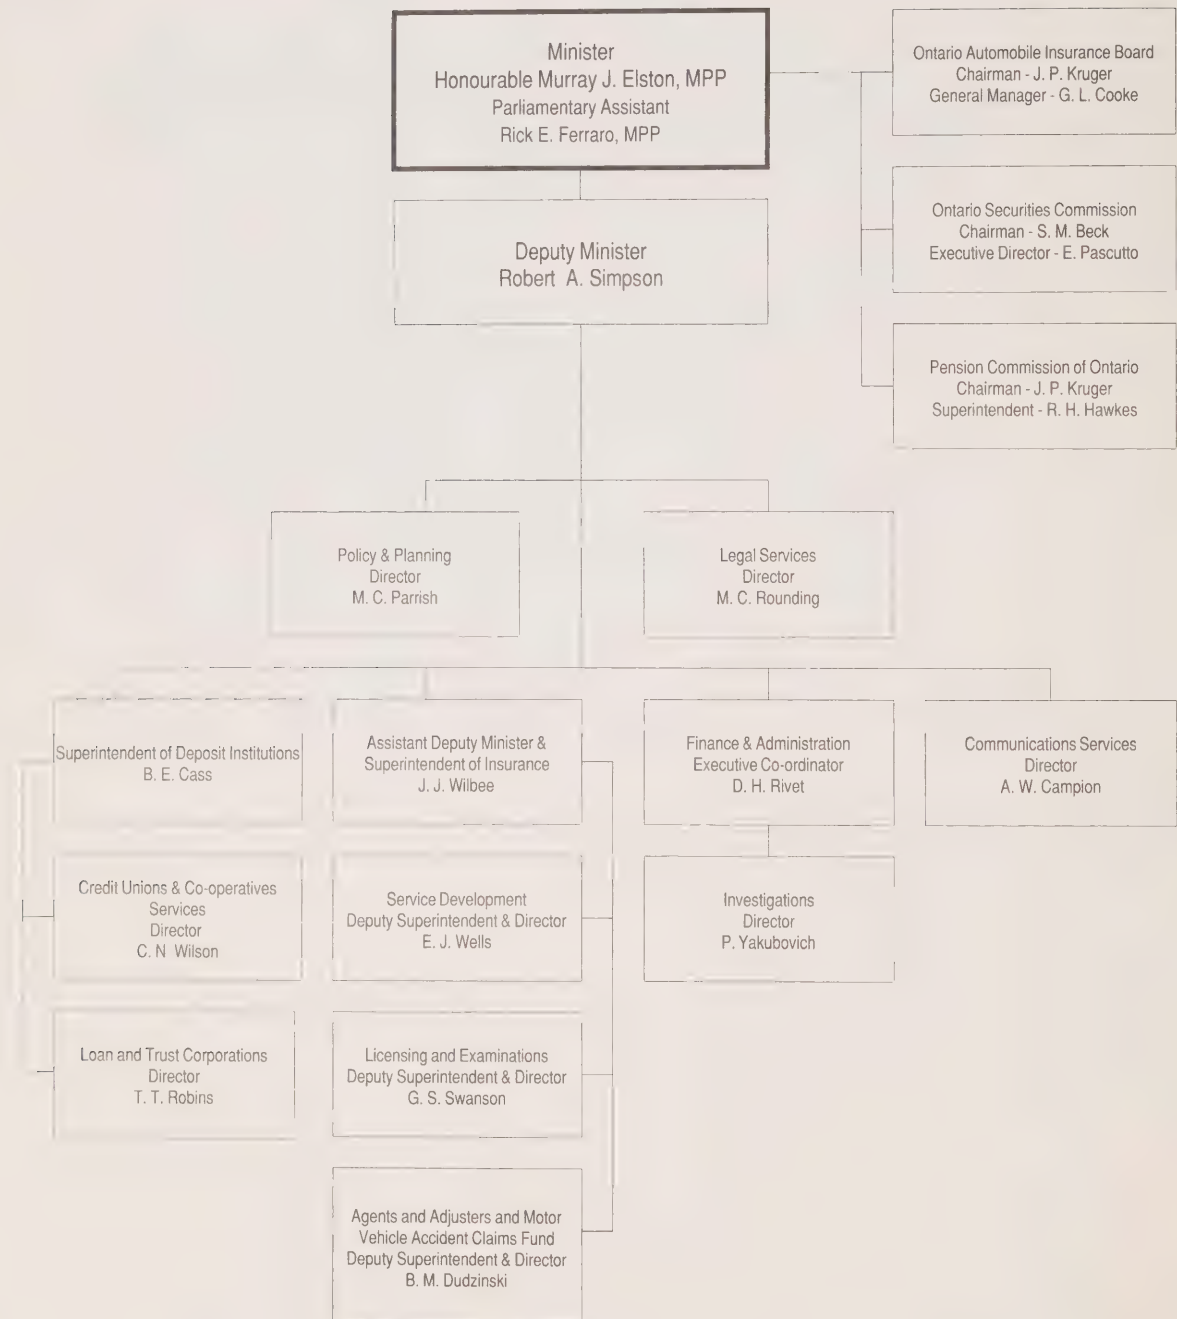 Minister
Honourable Murray J. Elston, MPP
Parliamentary Assistant
Rick E. Ferraro, MPP
Ontario Automobile Insurance Board
Chairman - J. P. Kruger
General Manager - G. L. Cooke
Ontario Securities Commission
Chairman - S. M. Beck
Executive Director - E. Pascutto
Deputy Minister
Robert A. Simpson
Pension Commission of Ontario
Chairman - J. P. Kruger
Superintendent - R. H. Hawkes
Policy & Planning
Director
M. C. Parrish
Legal Services
Director
M. C. Rounding
Superintendent of Deposit Institutions
B. E. Cass
Assistant Deputy Minister &
Superintendent of Insurance
J. J. Wilbee
Finance & Administration
Executive Co-ordinator
D. H. Rivet
Communications Services
Director
A. W. Campion
Credit Unions & Co-operatives
Services
Director
C. N Wilson
Service Development
Deputy Superintendent & Director
E. J. Wells
Investigations
Director
P. Yakubovich
Loan and Trust Corporations
Director
T. T. Robins
Licensing and Examinations
Deputy Superintendent & Director
G. S. Swanson
Agents and Adjusters and Motor
Vehicle Accident Claims Fund
Deputy Superintendent & Director
B. M. Dudzinski